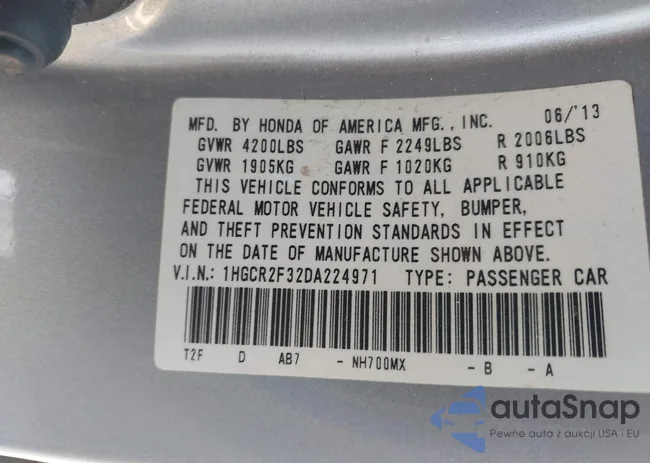 MFD. BY HONDA OF AMERICA MFG., INC. 06/'13
GVWR 4200LBS GAWR F 2249LBS R 2006LBS
GVWR 1905KG GAWR F 1020KG R 910KG
THIS VEHICLE CONFORMS TO ALL APPLICABLE
FEDERAL MOTOR VEHICLE SAFETY, BUMPER,
AND THEFT PREVENTION STANDARDS IN EFFECT
ON THE DATE OF MANUFACTURE SHOWN ABOVE.
V.I.N.: 1HGCR2F32DA224971 TYPE: PASSENGER CAR
T2F D AB7 - NH700MX - B - A
autaSnap
Pewne auta z aukcji USA i EU